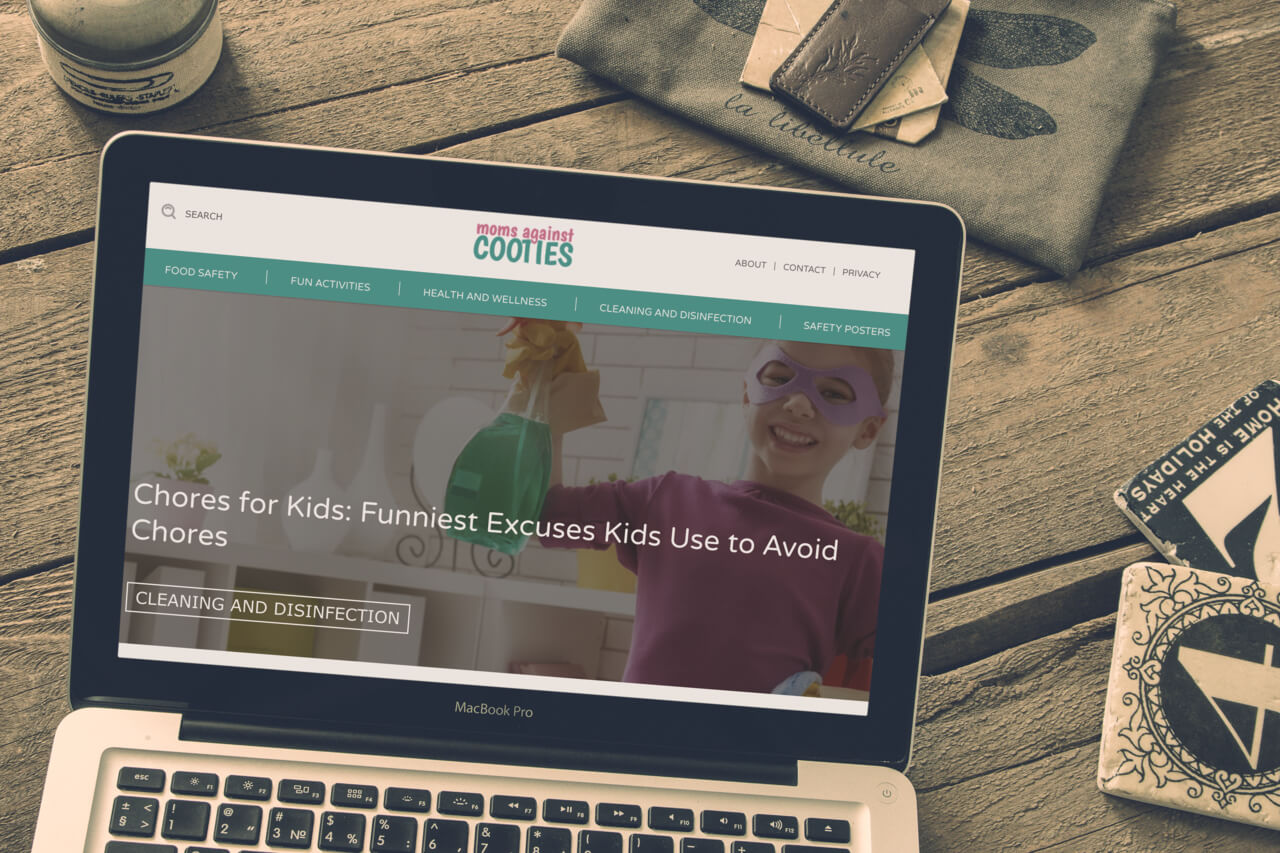 la libellule
SEARCH
moms against
COOTIES
ABOUT | CONTACT | PRIVACY
FOOD SAFETY | FUN ACTIVITIES | HEALTH AND WELLNESS | CLEANING AND DISINFECTION | SAFETY POSTERS
Chores for Kids: Funniest Excuses Kids Use to Avoid
Chores
CLEANING AND DISINFECTION
HOME IS THE HEART
OF THE HOLIDAYS
MacBook Pro
esc F1 F2 F3 F4 F5 F6 F7 F8 F9 F10 F11 F12
± < ! @ # $ % ^ & * ( ) _ +
§ > 1 2 " 3 № 4 % 5 : 6 , 7 . 8 ;